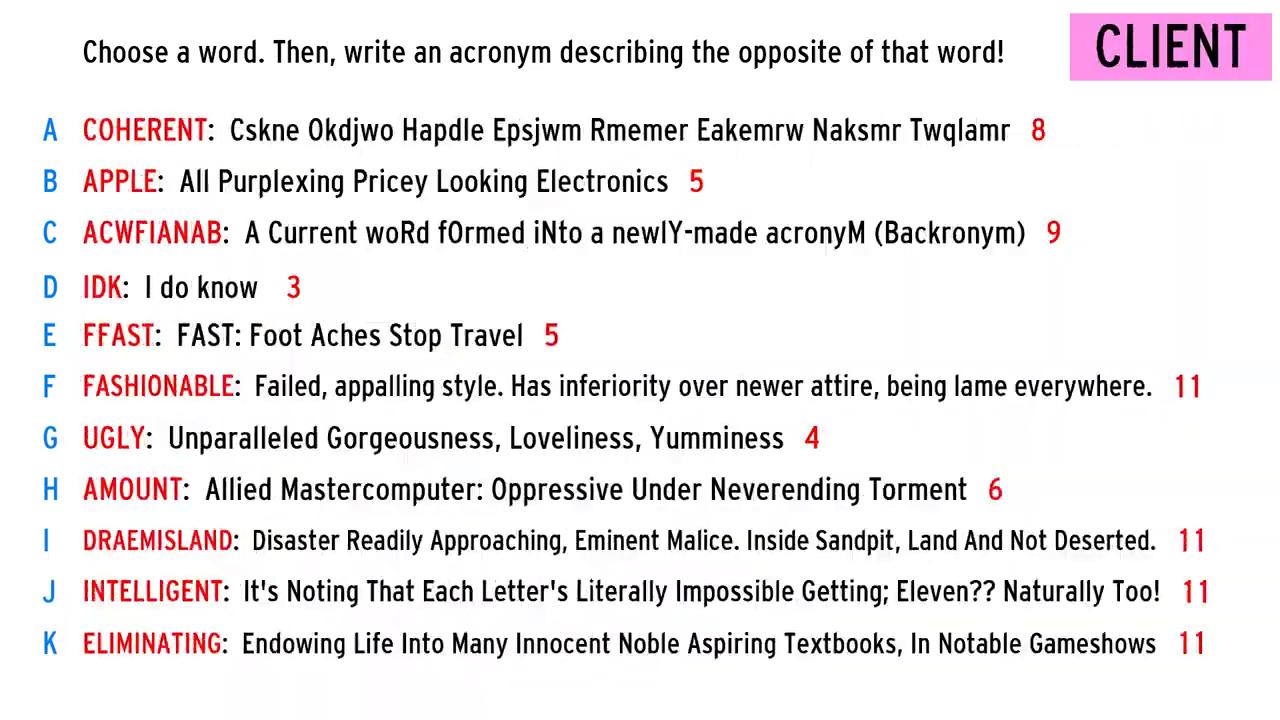 Choose a word. Then, write an acronym describing the opposite of that word!
CLIENT
A COHERENT: Cskne Okdjwo Hapdle Epsjwm Rmemer Eakemrw Naksmr Twqlamr 8
B APPLE: All Purplexing Pricey Looking Electronics 5
C ACWFIANAB: A Current woRd fOrmed iNto a newlY-made acronyM (Backronym) 9
D IDK: I do know 3
E FFAST: FAST: Foot Aches Stop Travel 5
F FASHIONABLE: Failed, appalling style. Has inferiority over newer attire, being lame everywhere. 11
G UGLY: Unparalleled Gorgeousness, Loveliness, Yumminess 4
H AMOUNT: Allied Mastercomputer: Oppressive Under Neverending Torment 6
I DRAEMISLAND: Disaster Readily Approaching, Eminent Malice. Inside Sandpit, Land And Not Deserted. 11
J INTELLIGENT: It's Noting That Each Letter's Literally Impossible Getting; Eleven?? Naturally Too! 11
K ELIMINATING: Endowing Life Into Many Innocent Noble Aspiring Textbooks, In Notable Gameshows 11